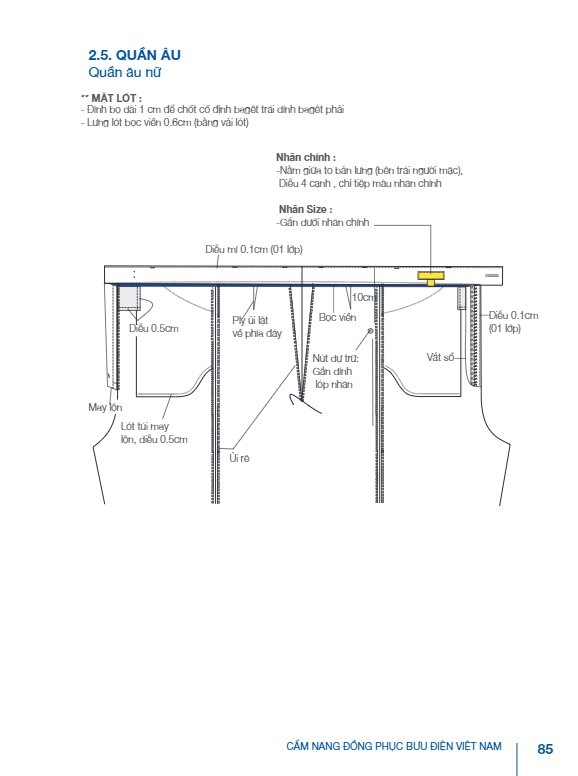 2.5. QUẦN ÂU
Quần âu nữ
** MẶT LÓT :
- Đính bọ dài 1 cm để chốt cố định bagêt trái dính bagêt phải
- Lưng lót bọc viền 0.6cm (bằng vải lót)
Nhãn chính :
-Nằm giữa to bản lưng (bên trái người mặc),
Diễu 4 cạnh , chỉ tiệp màu nhãn chính
Nhãn Size :
-Gắn dưới nhãn chính
Diễu mí 0.1cm (01 lớp)
10cm
Diễu 0.5cm
Ply ủi lật
về phía đáy
Bọc viền
Diễu 0.1cm
(01 lớp)
Nút dự trữ:
Gắn dính
lớp nhãn
Vắt sổ
May lộn
Lót túi may
lộn, diễu 0.5cm
Ủi rẽ
CẨM NANG ĐỒNG PHỤC BƯU ĐIỆN VIỆT NAM
85